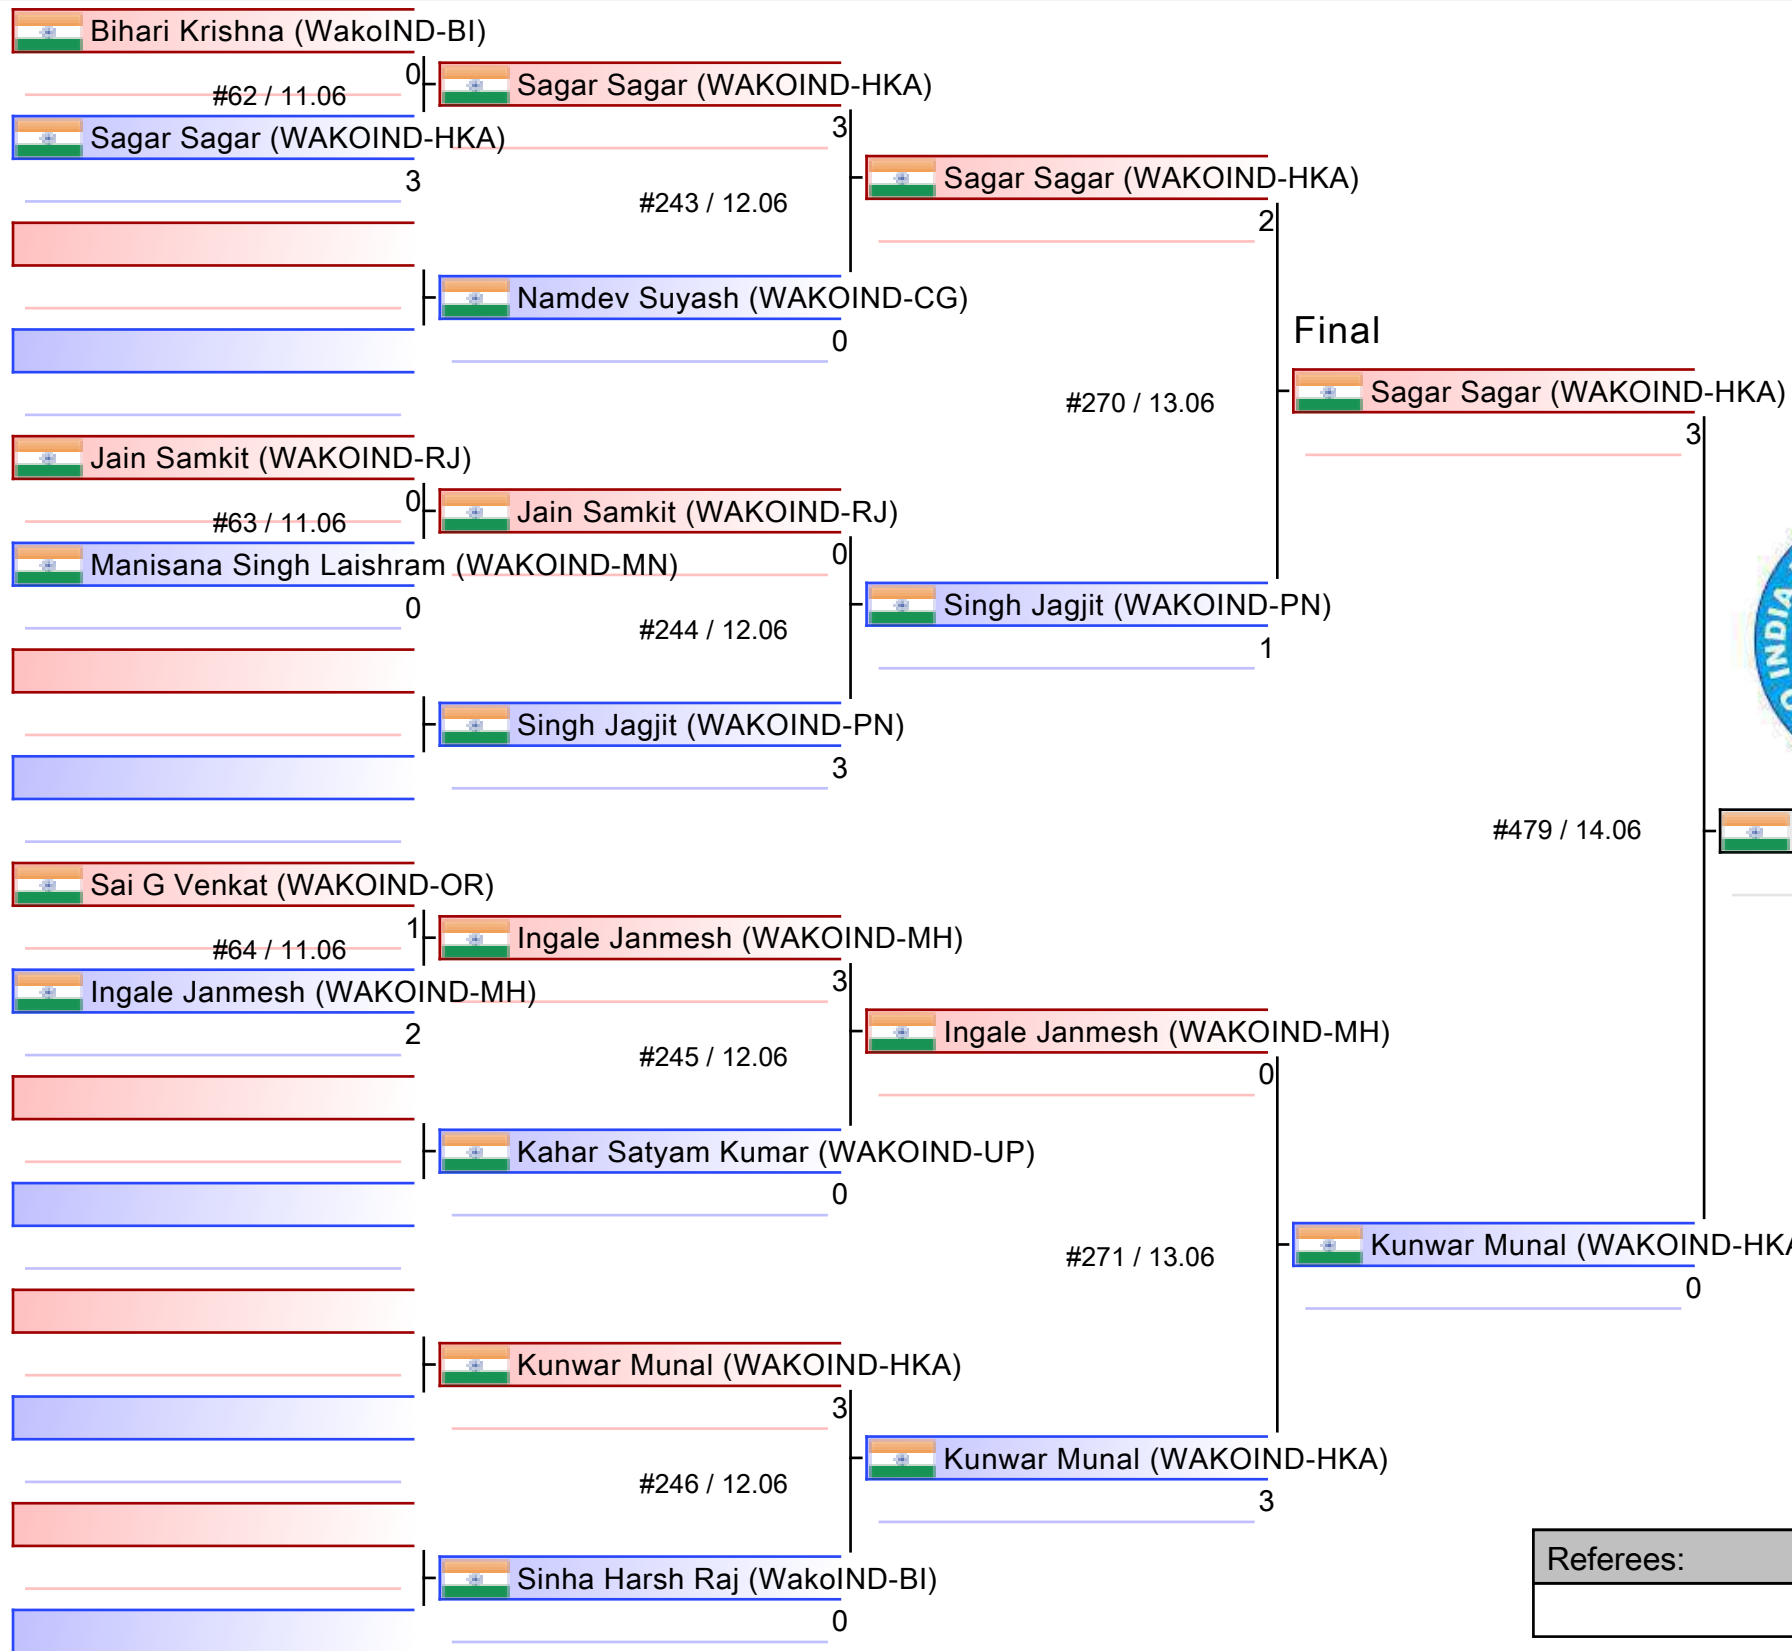 Bihari Krishna (WakoIND-BI)
0
#62 / 11.06
Sagar Sagar (WAKOIND-HKA)
3
Jain Samkit (WAKOIND-RJ)
0
#63 / 11.06
Manisana Singh Laishram (WAKOIND-MN)
0
Sai G Venkat (WAKOIND-OR)
1
#64 / 11.06
Ingale Janmesh (WAKOIND-MH)
2
Sagar Sagar (WAKOIND-HKA)
3
#243 / 12.06
Namdev Suyash (WAKOIND-CG)
0
Jain Samkit (WAKOIND-RJ)
0
#244 / 12.06
Singh Jagjit (WAKOIND-PN)
3
Ingale Janmesh (WAKOIND-MH)
3
#245 / 12.06
Kahar Satyam Kumar (WAKOIND-UP)
0
Kunwar Munal (WAKOIND-HKA)
3
#246 / 12.06
Sinha Harsh Raj (WakoIND-BI)
0
Sagar Sagar (WAKOIND-HKA)
2
#270 / 13.06
Singh Jagjit (WAKOIND-PN)
1
Ingale Janmesh (WAKOIND-MH)
0
#271 / 13.06
Kunwar Munal (WAKOIND-HKA)
3
Final
Sagar Sagar (WAKOIND-HKA)
3
#479 / 14.06
Kunwar Munal (WAKOIND-HKA
0
INDIA
Referees: